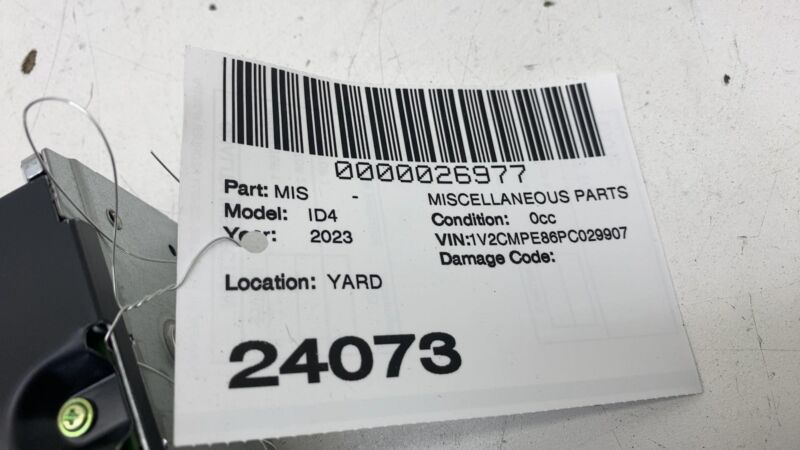 0000026977
Part: MIS - MISCELLANEOUS PARTS
Model: ID4 Condition: 0cc
Year: 2023 VIN:1V2CMPE86PC029907
Damage Code:
Location: YARD
24073